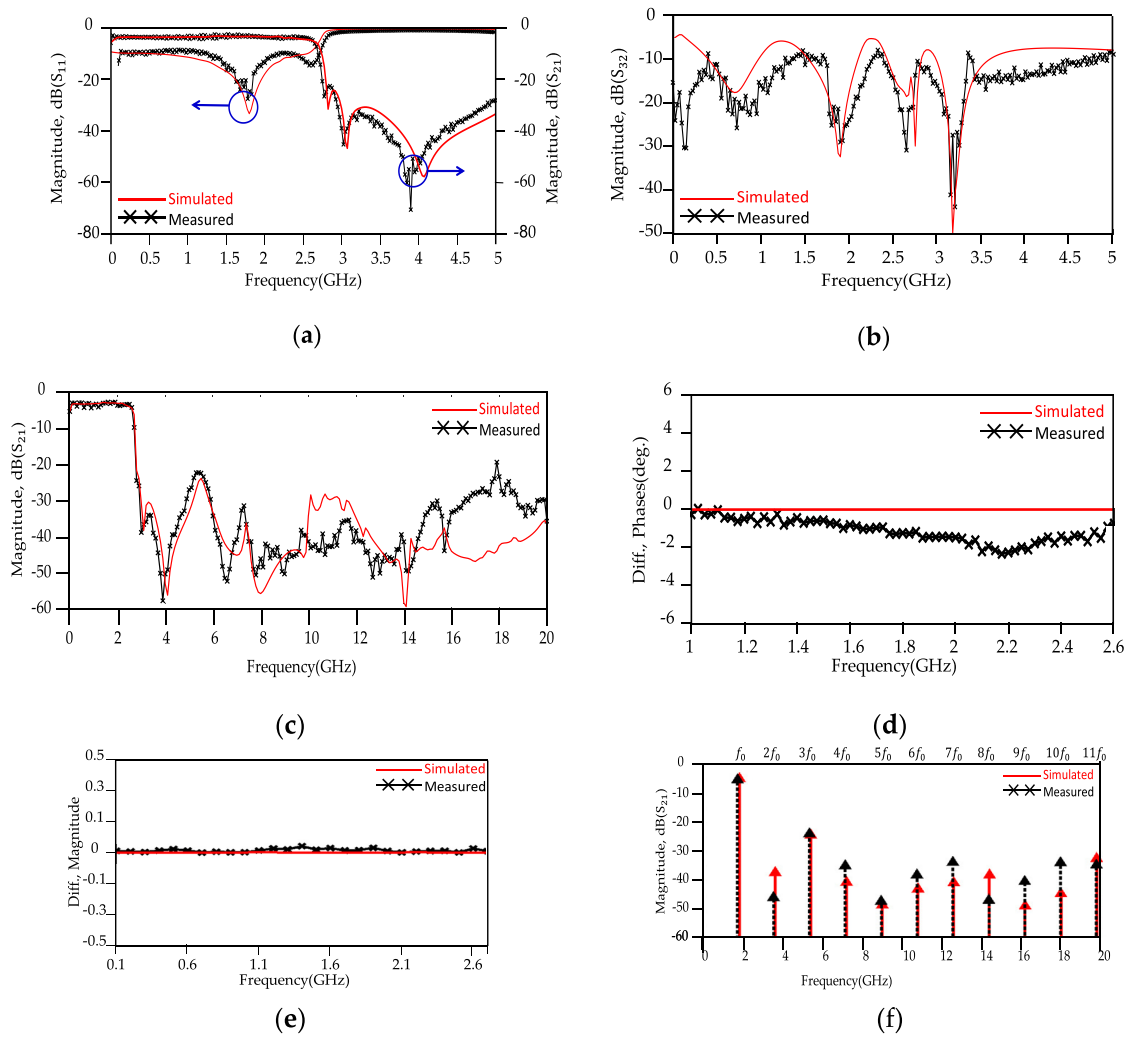 0 0
-20 -20
-40 -40
-60 -60
-80 -80
Magnitude, dB(S11)
Magnitude, dB(S21)
Simulated
Measured
0 0.5 1 1.5 2 2.5 3 3.5 4 4.5 5
Frequency(GHz)
(a)
0
-10
-20
-30
-40
-50
Magnitude, dB(S32)
Simulated
Measured
0 0.5 1 1.5 2 2.5 3 3.5 4 4.5 5
Frequency(GHz)
(b)
0
-10
-20
-30
-40
-50
-60
Magnitude, dB(S21)
Simulated
Measured
0 2 4 6 8 10 12 14 16 18 20
Frequency(GHz)
(c)
6
4
2
0
-2
-4
-6
Diff., Phases(deg.)
Simulated
Measured
1 1.2 1.4 1.6 1.8 2 2.2 2.4 2.6
Frequency(GHz)
(d)
0.5
0.3
0.1
0
-0.1
-0.3
-0.5
Diff., Magnitude
Simulated
Measured
0.1 0.6 1.1 1.6 2.1 2.6
Frequency(GHz)
(e)
f0 2f0 3f0 4f0 5f0 6f0 7f0 8f0 9f0 10f0 11f0
0
-10
-20
-30
-40
-50
-60
Magnitude, dB(S21)
Simulated
Measured
0 2 4 6 8 10 12 14 16 18 20
Frequency(GHz)
(f)